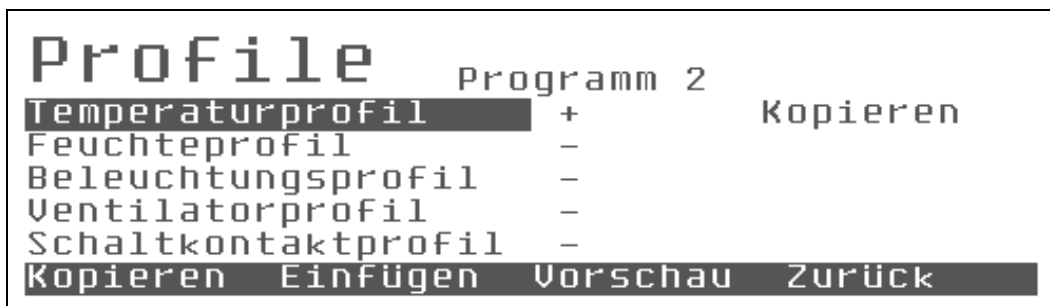 Profile Programm 2
Temperaturprofil + Kopieren
Feuchteprofil -
Beleuchtungsprofil -
Ventilatorprofil -
Schaltkontaktprofil -
Kopieren Einfügen Vorschau Zurück